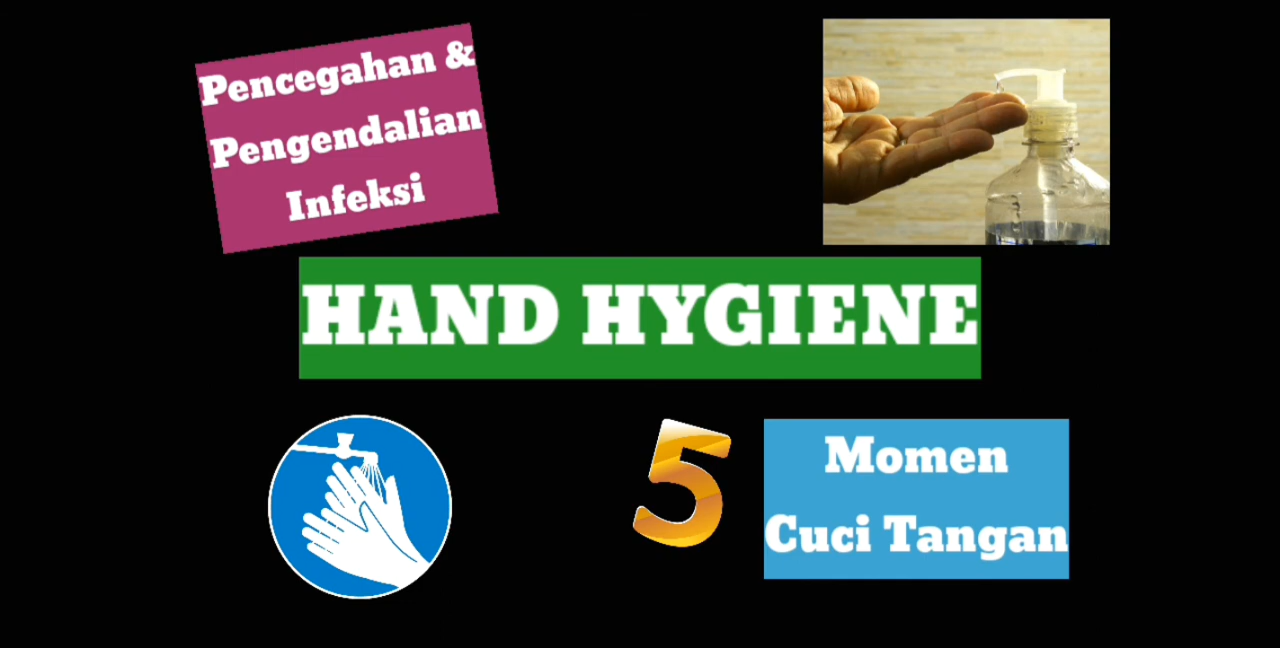 Pencegahan &
Pengendalian
Infeksi
HAND HYGIENE
5
Momen
Cuci Tangan